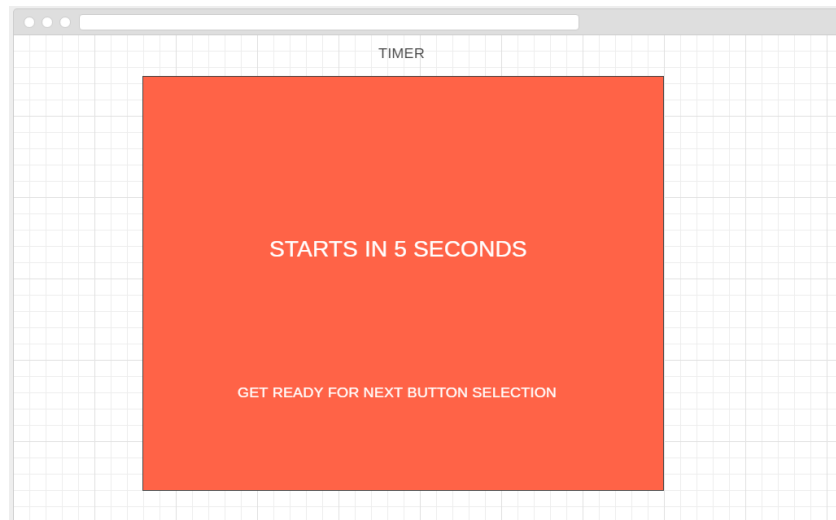 TIMER
STARTS IN 5 SECONDS
GET READY FOR NEXT BUTTON SELECTION